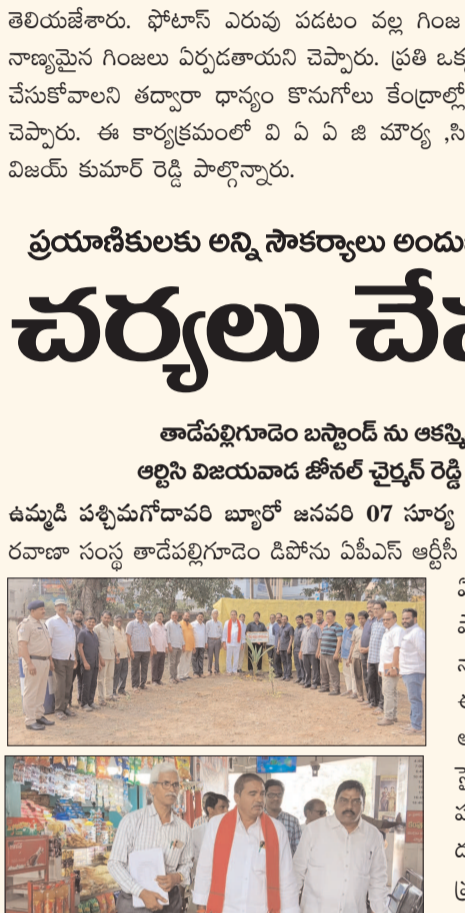 తెలియజేశారు. ఫోటాస్ ఎరువు పడటం వల్ల గింజ
నాణ్యమైన గింజలు ఏర్పడతాయని చెప్పారు. ప్రతి ఒక్క
చేసుకోవాలని తద్వారా ధాన్యం కొనుగోలు కేంద్రాల్లో
చెప్పారు. ఈ కార్యక్రమంలో వి ఏ ఏ జి మౌర్య ,సి
విజయ్ కుమార్ రెడ్డి పాల్గొన్నారు.
ప్రయాణికులకు అన్ని సౌకర్యాలు
చర్యలు
తాడేపల్లిగూడెం బస్టాండ్ ను
ఆర్టిసి విజయవాడ జోనల్ చైర్మన్ రెడ్డి
ఉమ్మడి పశ్చిమగోదావరి బ్యూరో జనవరి 07 సూర్య
రవాణా సంస్థ తాడేపల్లిగూడెం డిపోను ఏపీఎస్ ఆర్టీసీ